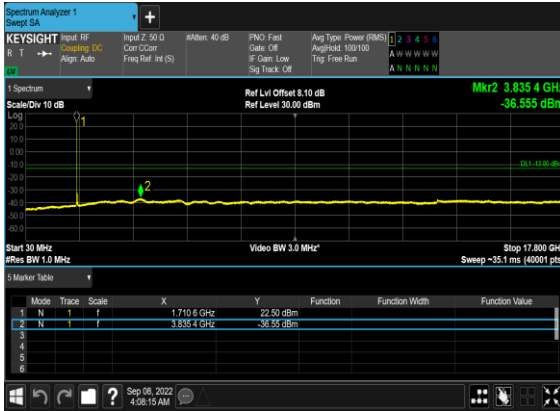 Spectrum Analyzer 1
Swept SA
+
KEYSIGHT Input: RF Input Z: 50 Ω #Atten: 40 dB PNO: Fast Avg Type: Power (RMS) 1 2 3 4 5 6
R T Coupling: DC Corr CCorr Gate: Off Avg|Hold: 100/100 A W W W W W
Align: Auto Freq Ref: Int (S) IF Gain: Low Trig: Free Run
LV Sig Track: Off A N N N N N
1 Spectrum Ref Lvl Offset 8.10 dB Mkr2 3.835 4 GHz
Scale/Div 10 dB Ref Level 30.00 dBm -36.555 dBm
Log
1
20.0
10.0
0.00
-10.0 DL1 -13.00 dBm
-20.0
-30.0 2
-40.0
-50.0
-60.0
Start 30 MHz Video BW 3.0 MHz* Stop 17.800 GH
#Res BW 1.0 MHz Sweep ~35.1 ms (40001 pts
5 Marker Table
Mode Trace Scale X Y Function Function Width Function Value
1 N 1 f 1.710 6 GHz 22.50 dBm
2 N 1 f 3.835 4 GHz -36.55 dBm
3
4
5
6
? Sep 08, 2022
4:08:15 AM